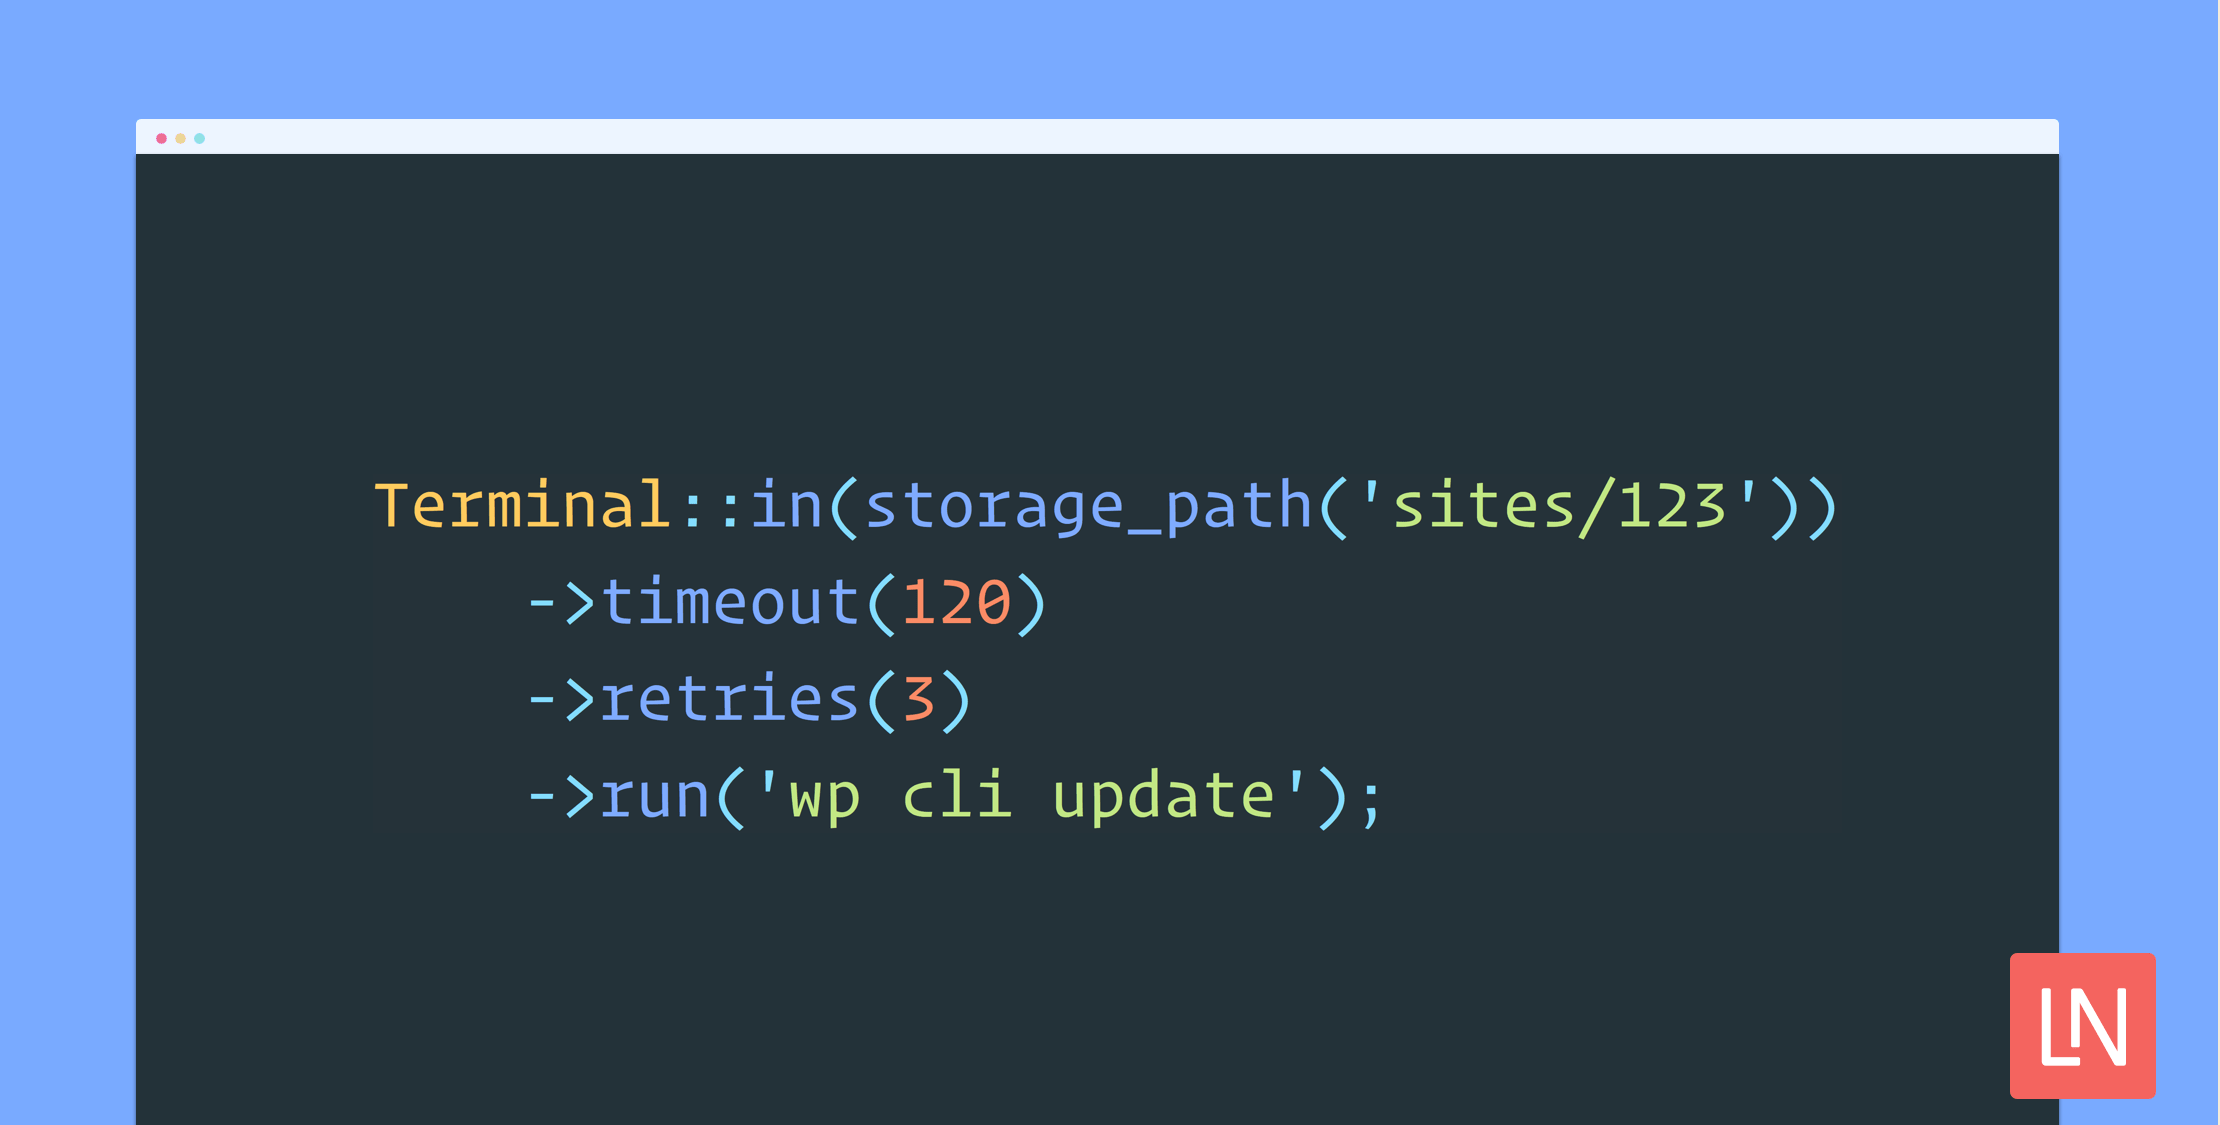 Terminal::in(storage_path('sites/123'))
    ->timeout(120)
    ->retries(3)
    ->run('wp cli update');
LN